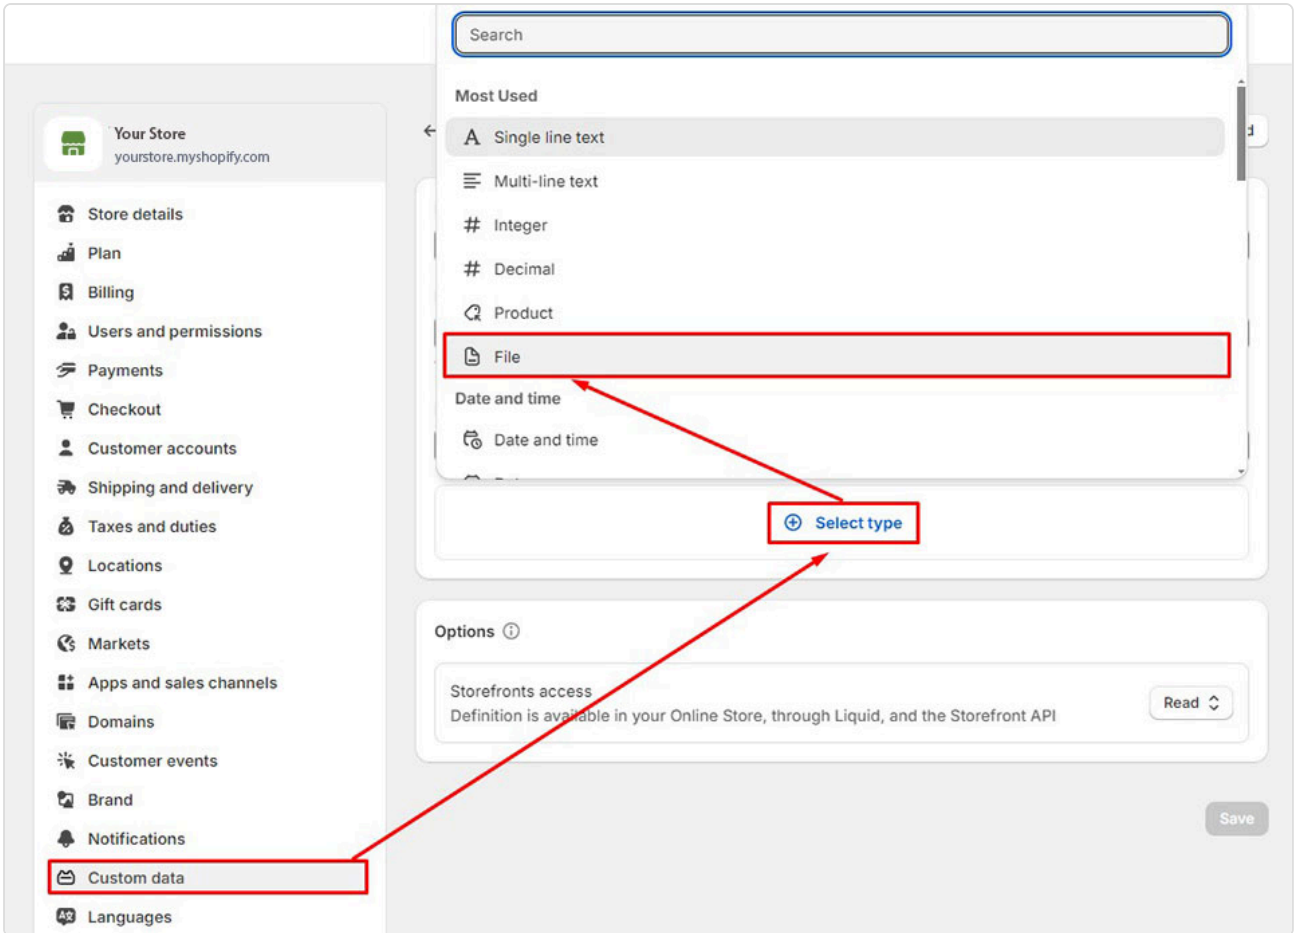 Search
Most Used
Single line text
Multi-line text
Integer
Decimal
Product
File
Date and time
Date and time
Select type
Your Store
yourstore.myshopify.com
Store details
Plan
Billing
Users and permissions
Payments
Checkout
Customer accounts
Shipping and delivery
Taxes and duties
Locations
Gift cards
Markets
Apps and sales channels
Domains
Customer events
Brand
Notifications
Custom data
Languages
Options
Storefronts access
Definition is available in your Online Store, through Liquid, and the Storefront API
Read
Save